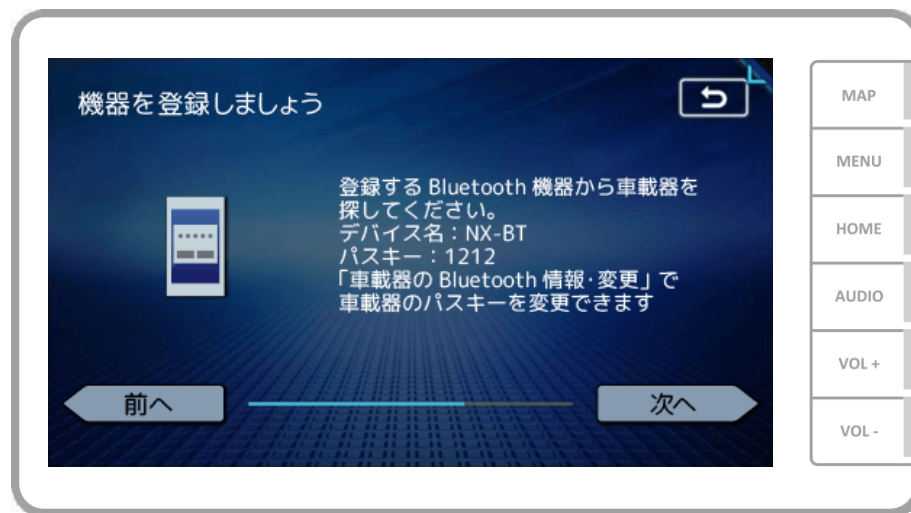 機器を登録しましょう
登録する Bluetooth 機器から車載器を
探してください。
デバイス名：NX-BT
パスキー：1212
「車載器の Bluetooth 情報･変更」で
車載器のパスキーを変更できます
前へ
次へ
MAP
MENU
HOME
AUDIO
VOL +
VOL -